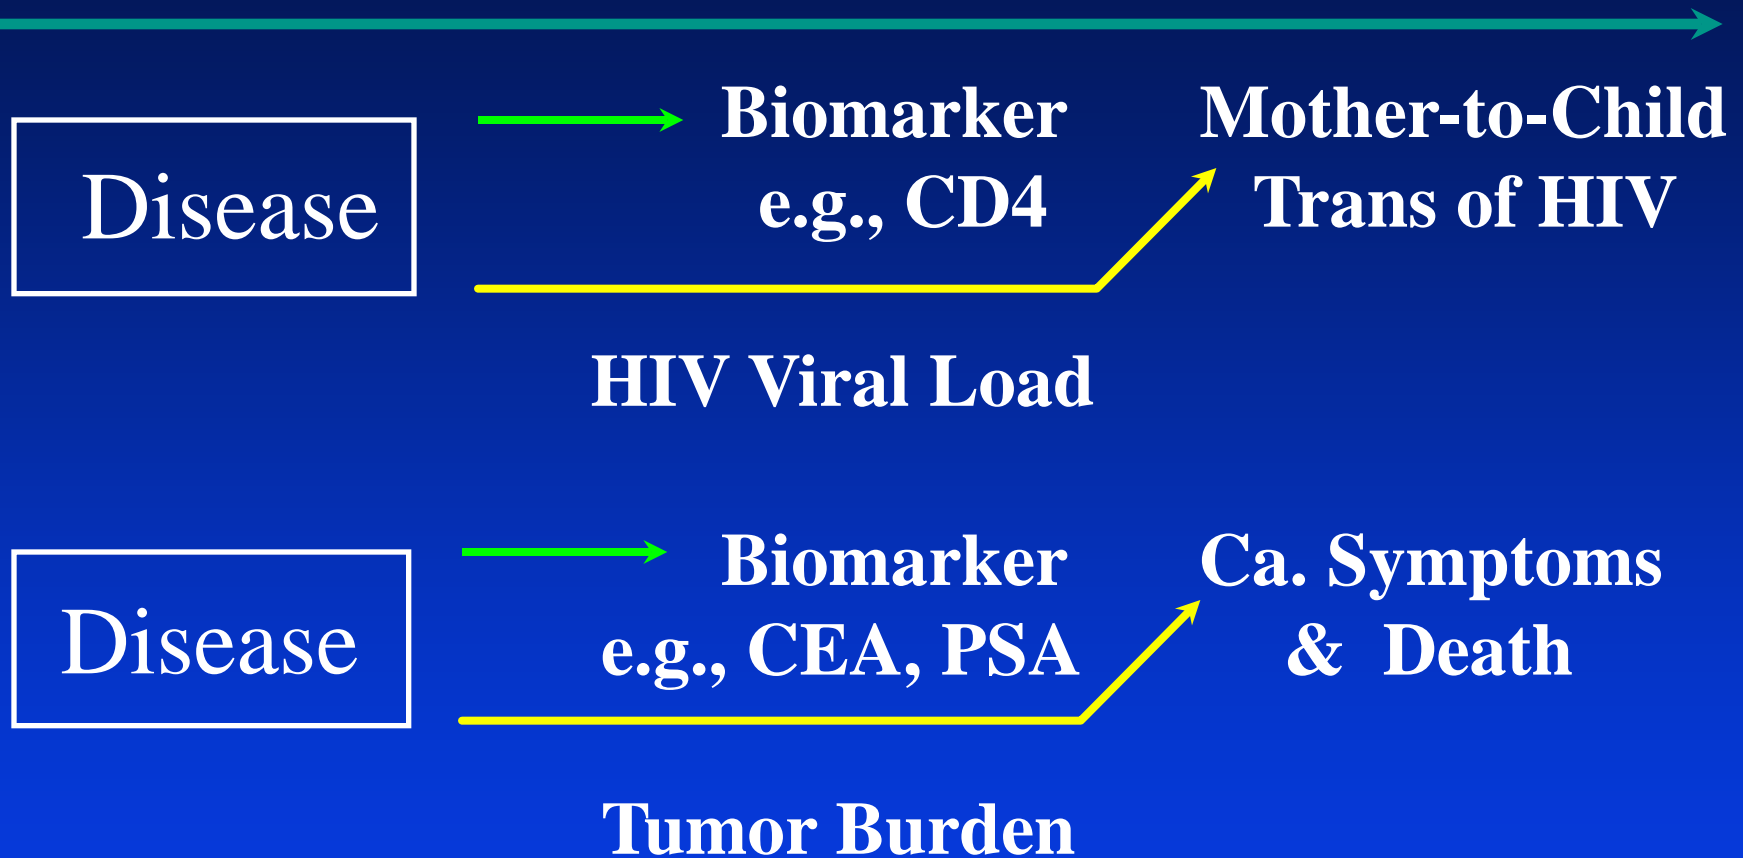 Biomarker
e.g., CD4
Mother-to-Child
Trans of HIV
Disease
HIV Viral Load
Biomarker
e.g., CEA, PSA
Ca. Symptoms
& Death
Disease
Tumor Burden